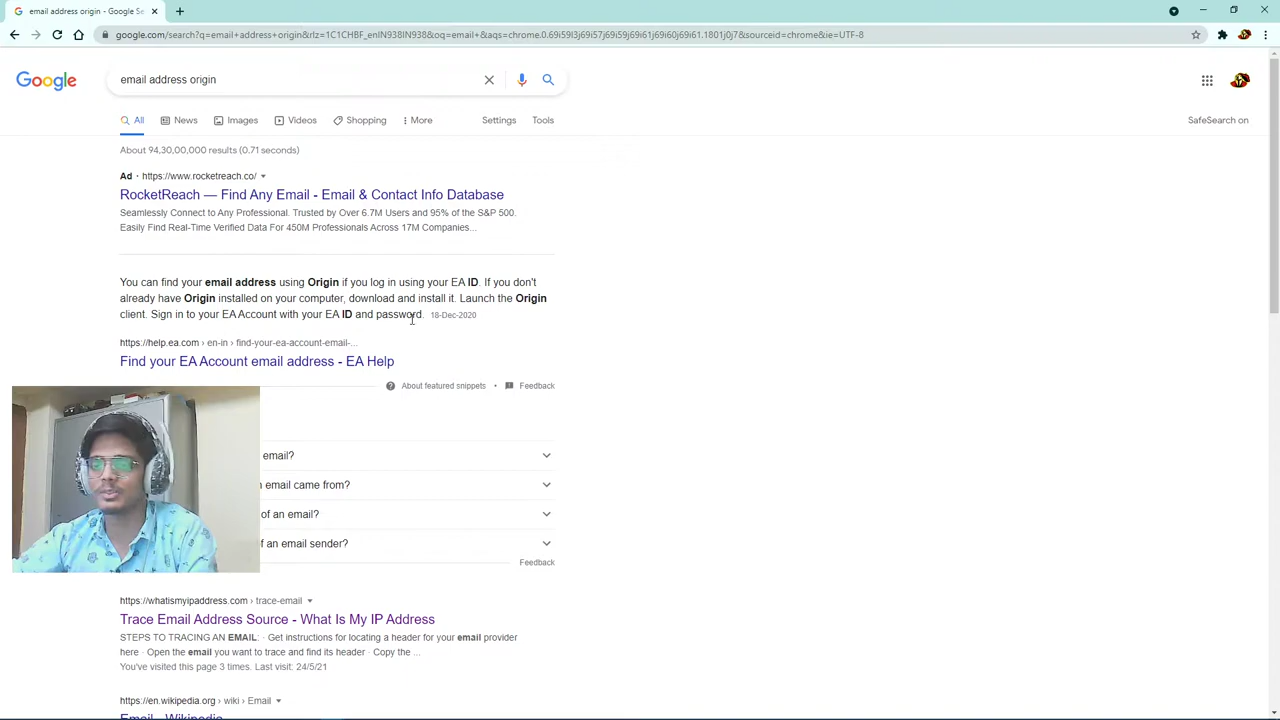 email address origin - Google S
google.com/search?q=email+address+origin&rlz=1C1CHBF_enIN938IN938&oq=email+&aqs=chrome.0.69i59l3j69i57j69i59j69i61j69i60j69i61.1801j0j7&sourceid=chrome&ie=UTF-8
Google
email address origin
All
News
Images
Videos
Shopping
More
Settings
Tools
SafeSearch on
About 94,30,00,000 results (0.71 seconds)
Ad · https://www.rocketreach.co/
RocketReach — Find Any Email - Email & Contact Info Database
Seamlessly Connect to Any Professional. Trusted by Over 6.7M Users and 95% of the S&P 500.
Easily Find Real-Time Verified Data For 450M Professionals Across 17M Companies...
You can find your email address using Origin if you log in using your EA ID. If you don't
already have Origin installed on your computer, download and install it. Launch the Origin
client. Sign in to your EA Account with your EA ID and password. 18-Dec-2020
https://help.ea.com › en-in › find-your-ea-account-email-...
Find your EA Account email address - EA Help
About featured snippets • Feedback
email?
email came from?
of an email?
f an email sender?
Feedback
https://whatismyipaddress.com › trace-email
Trace Email Address Source - What Is My IP Address
STEPS TO TRACING AN EMAIL: · Get instructions for locating a header for your email provider
here · Open the email you want to trace and find its header · Copy the ...
You've visited this page 3 times. Last visit: 24/5/21
https://en.wikipedia.org › wiki › Email
Email - Wikipedia